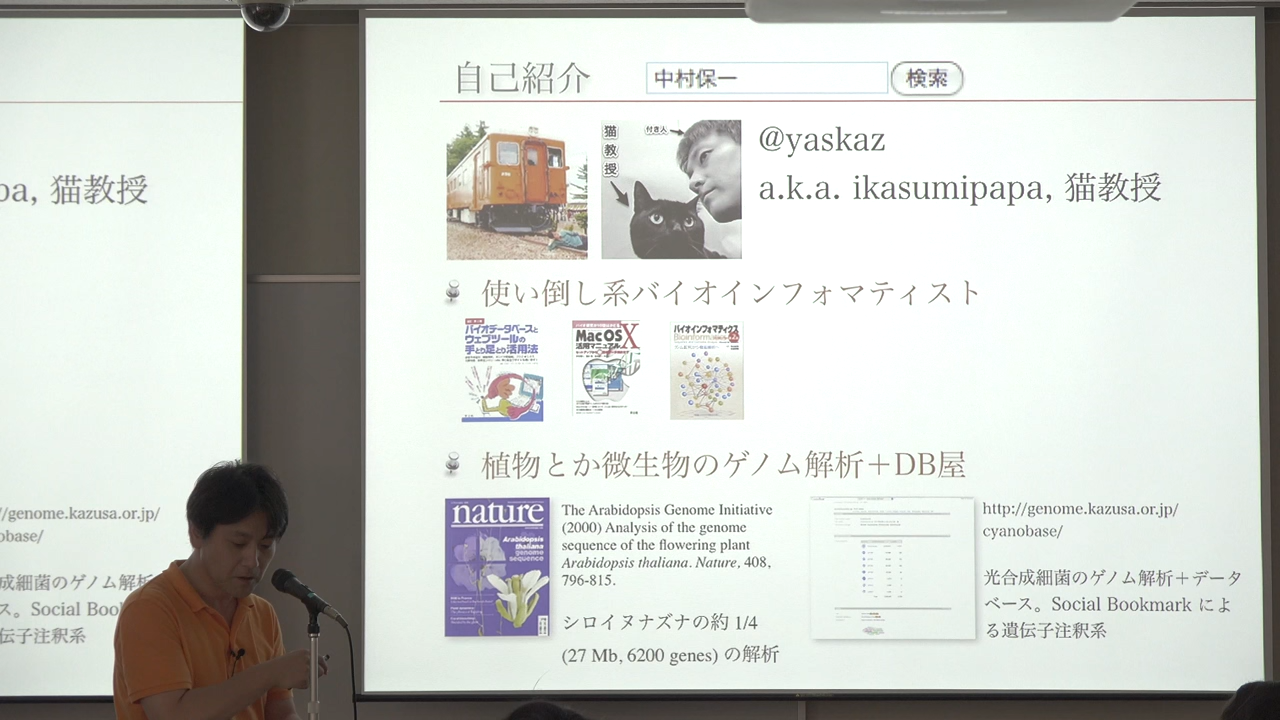 自己紹介
中村保一
検索
猫教授
付き人
@yaskaz
a.k.a. ikasumipapa, 猫教授
pa, 猫教授
使い倒し系バイオインフォマティスト
バイオデータベースと
ウェブツールの
手とり足とり活用法
Mac OS X
活用マニュアル
バイオインフォマティクス
植物とか微生物のゲノム解析＋DB屋
nature
Arabidopsis
thaliana
genome
sequence
The Arabidopsis Genome Initiative
(2000) Analysis of the genome
sequence of the flowering plant
Arabidopsis thaliana. Nature, 408,
796-815.
シロイヌナズナの約 1/4
(27 Mb, 6200 genes) の解析
http://genome.kazusa.or.jp/
cyanobase/
光合成細菌のゲノム解析＋データ
ベース。Social Bookmark によ
る遺伝子注釈系
//genome.kazusa.or.jp/
obase/
成細菌のゲノム解析
ス。Social Book
伝子注釈系